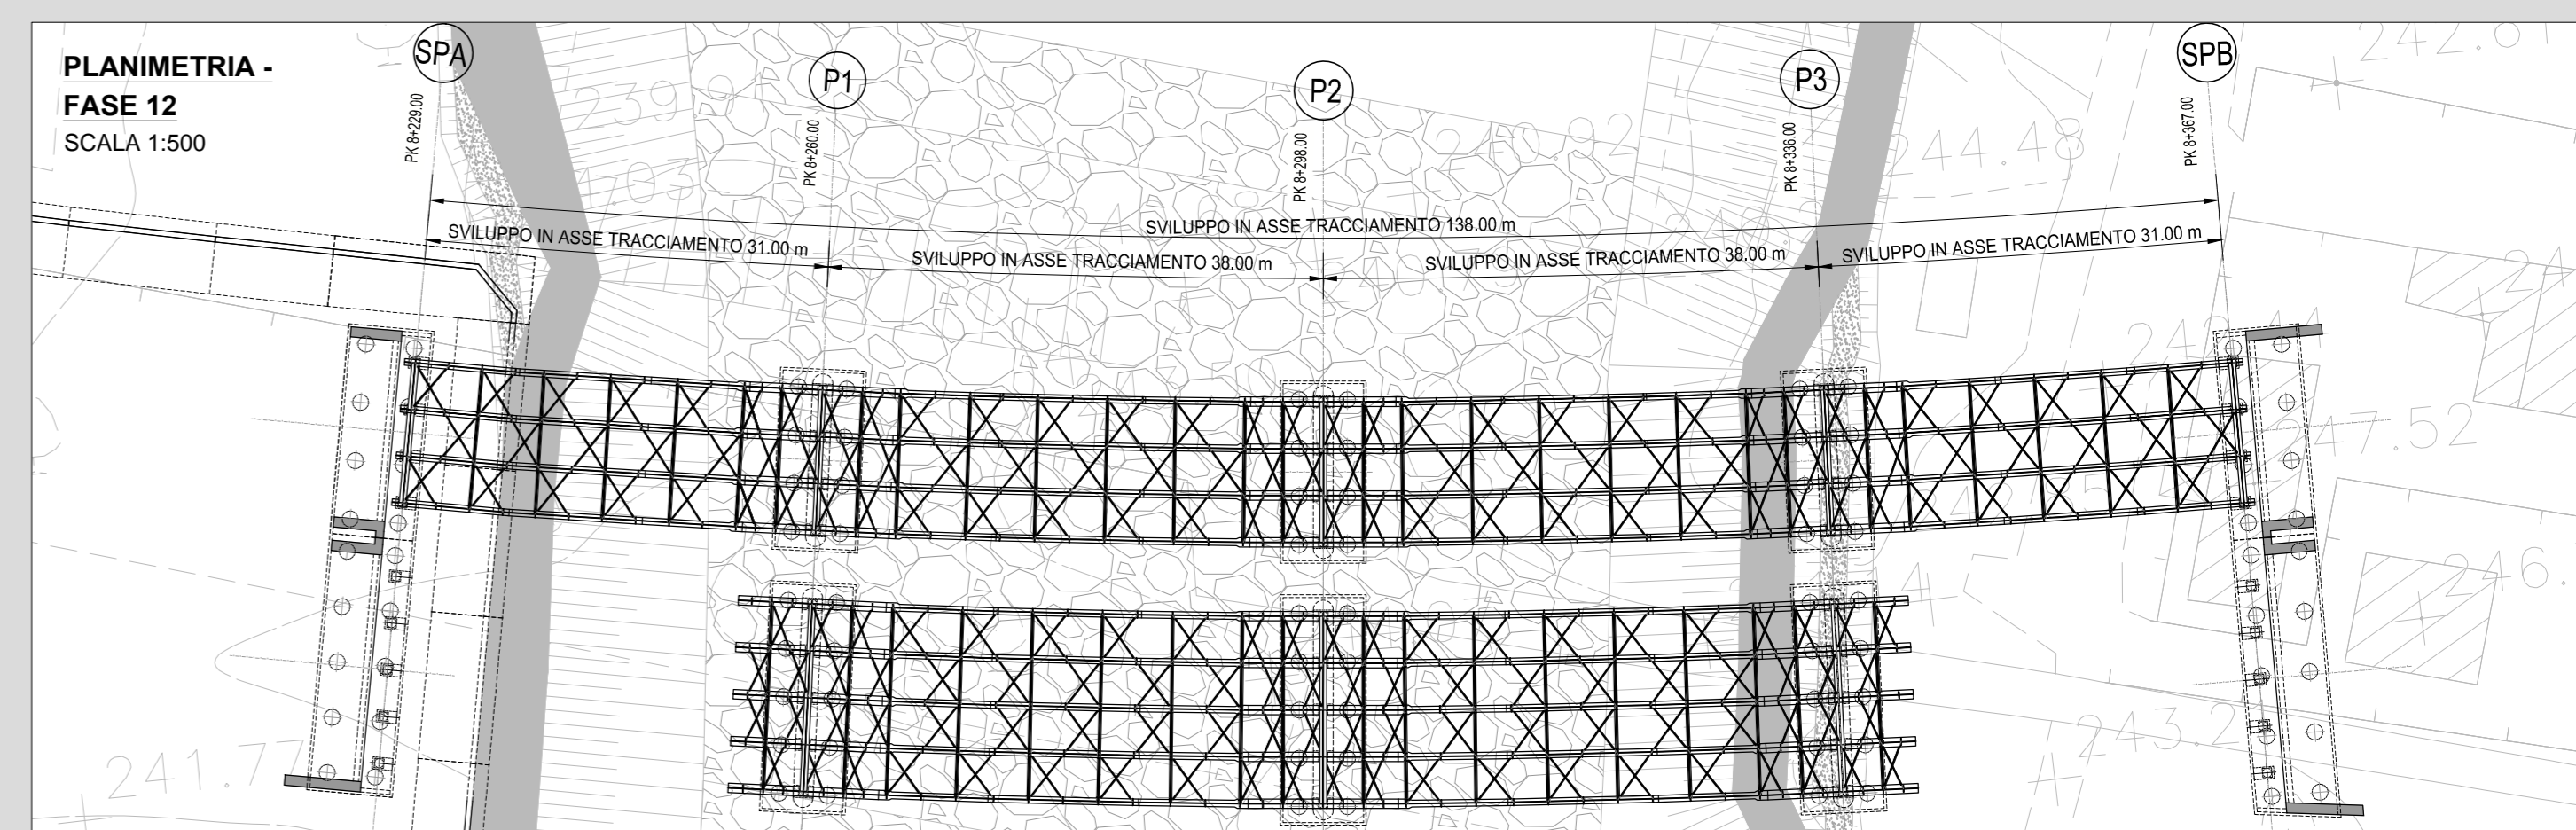 PLANIMETRIA -
FASE 12
SCALA 1:500
SPA
P1
P2
P3
SPB
PK 8+229.00
PK 8+260.00
PK 8+298.00
PK 8+336.00
PK 8+367.00
SVILUPPO IN ASSE TRACCIAMENTO 138.00 m
SVILUPPO IN ASSE TRACCIAMENTO 31.00 m
SVILUPPO IN ASSE TRACCIAMENTO 38.00 m
SVILUPPO IN ASSE TRACCIAMENTO 38.00 m
SVILUPPO IN ASSE TRACCIAMENTO 31.00 m
240.92
244.48
247.52
241.77